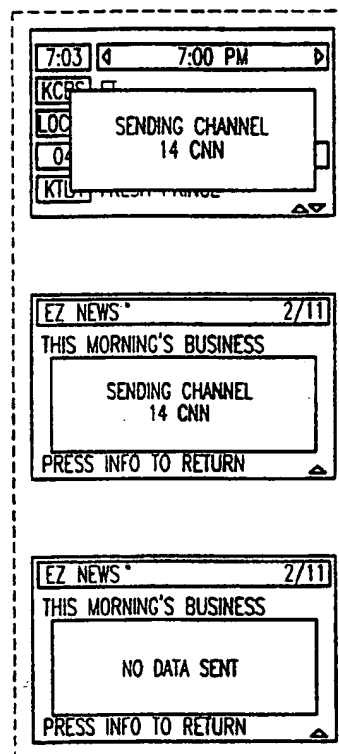 7:03 7:00 PM
KCBS
LOC
SENDING CHANNEL
14 CNN
04
EZ NEWS 2/11
THIS MORNING'S BUSINESS
SENDING CHANNEL
14 CNN
PRESS INFO TO RETURN
EZ NEWS 2/11
THIS MORNING'S BUSINESS
NO DATA SENT
PRESS INFO TO RETURN